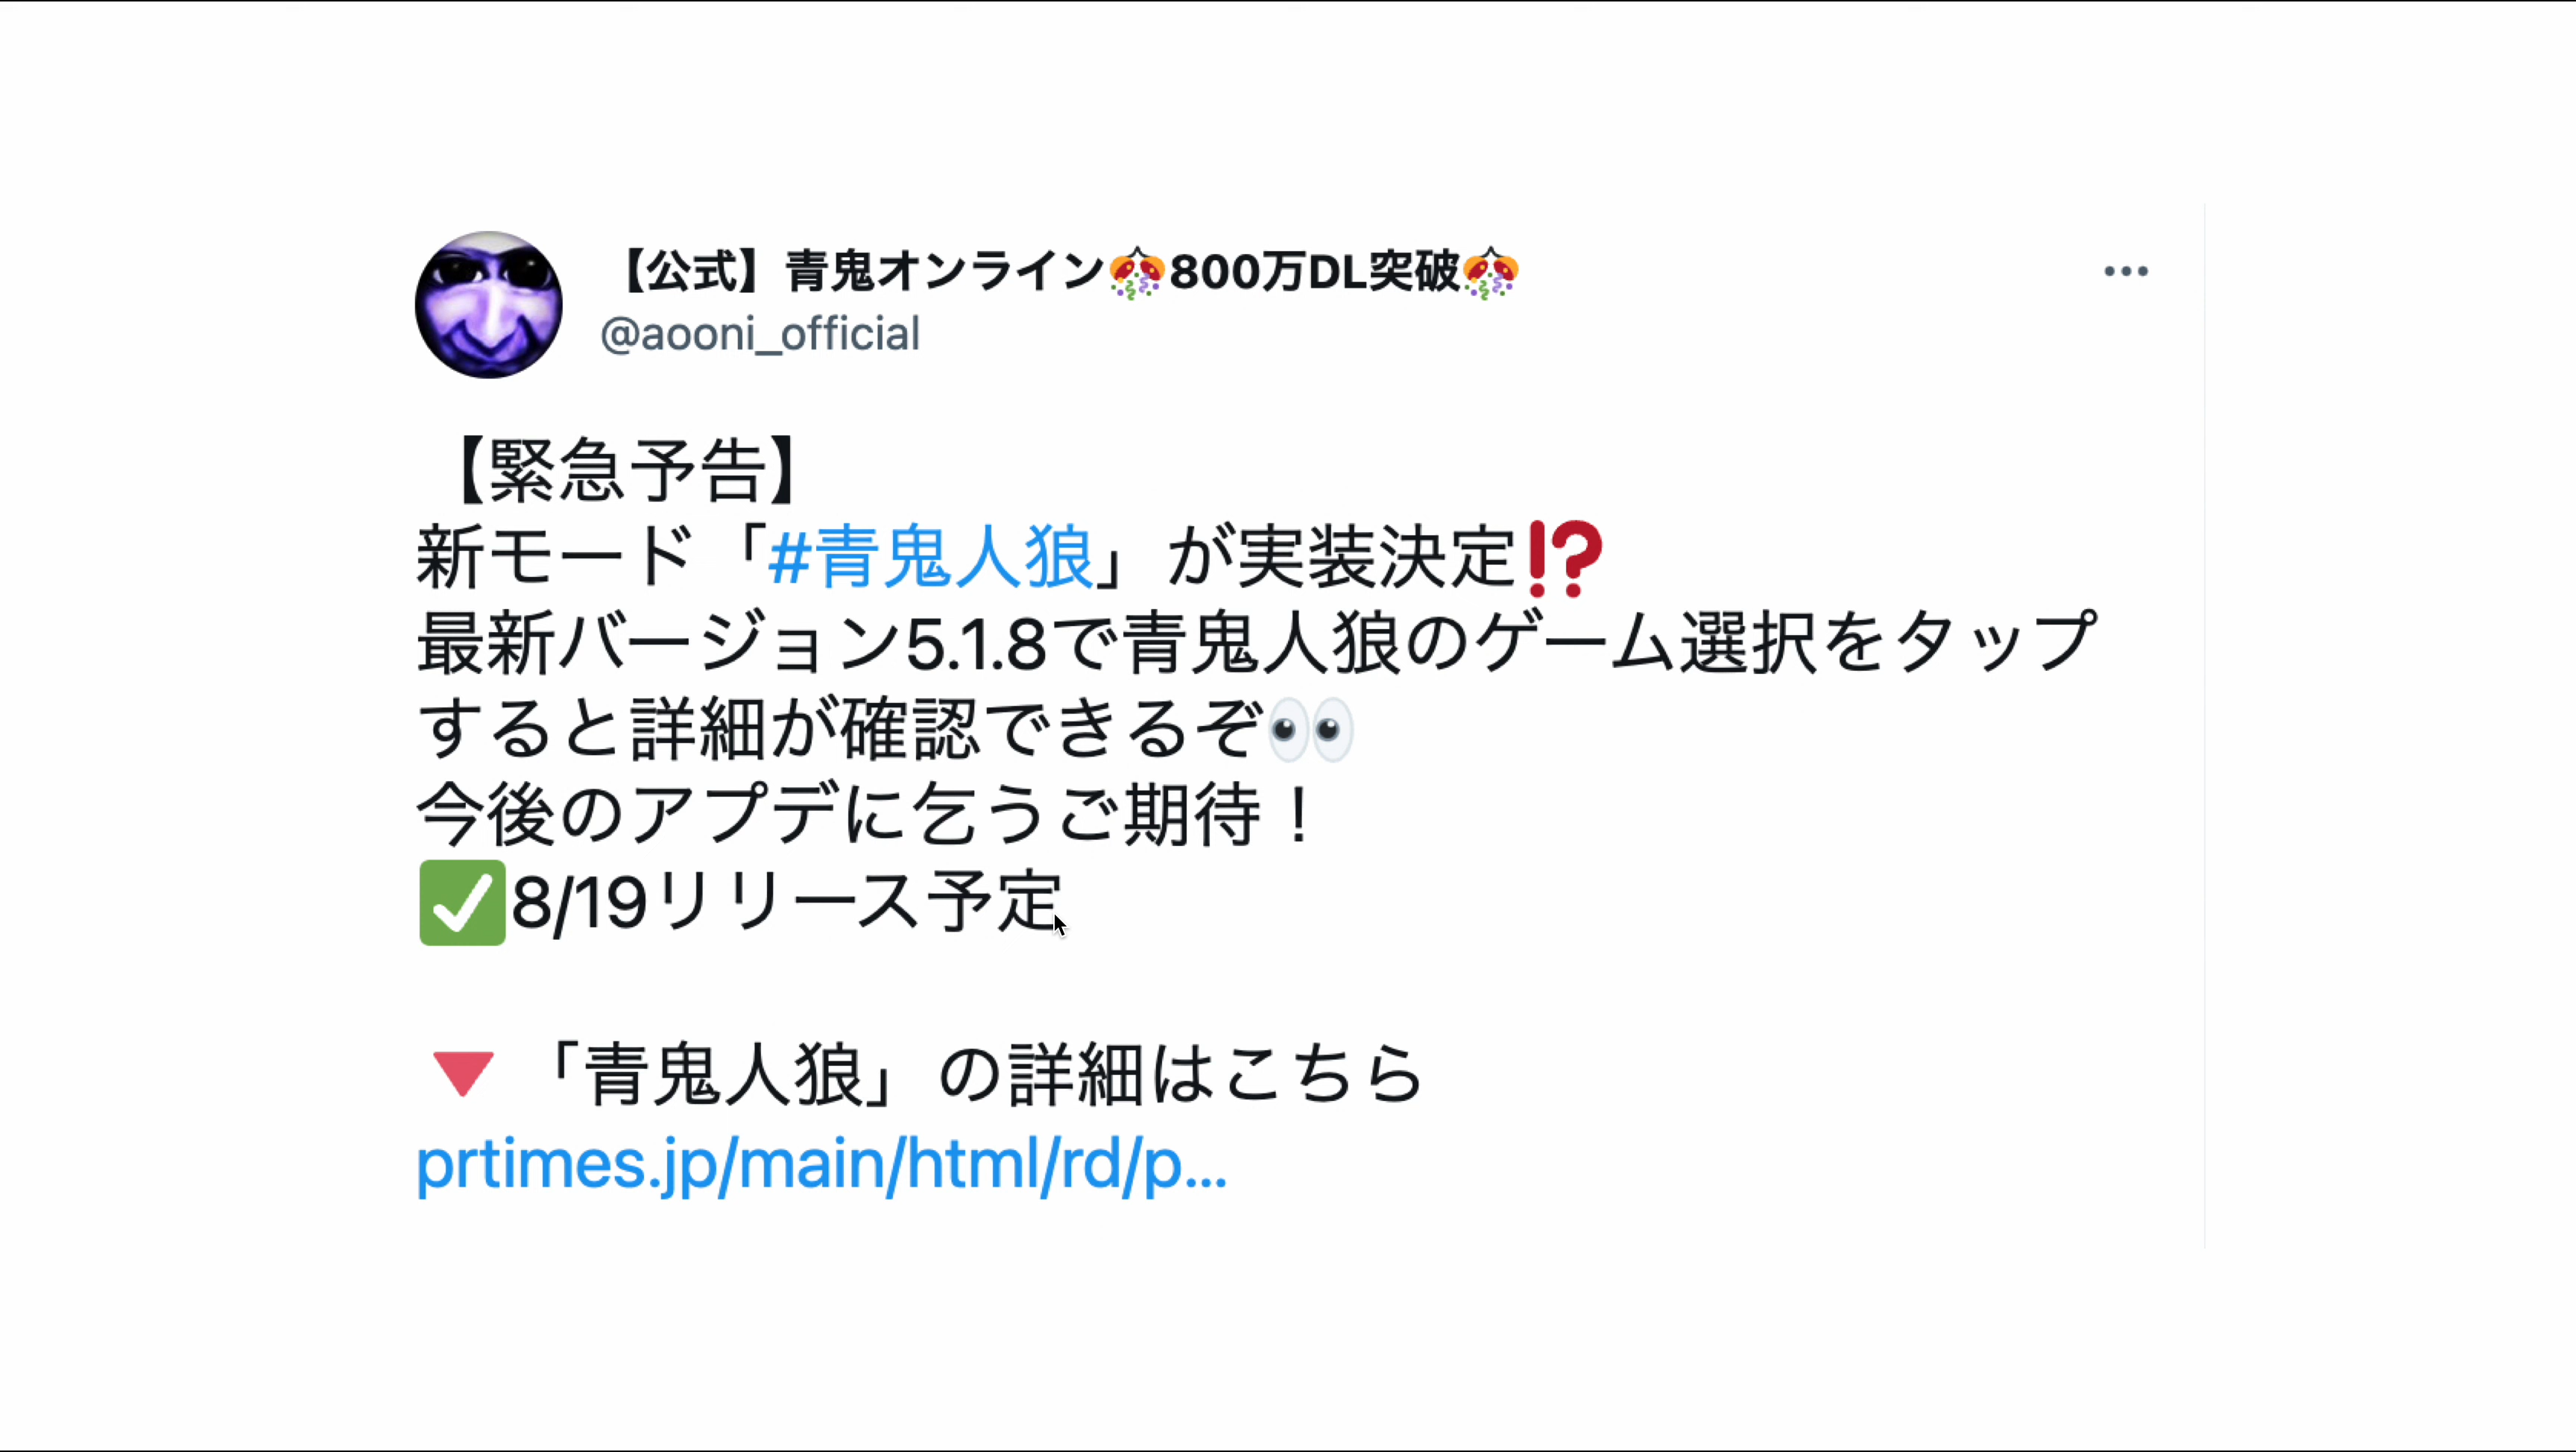 【公式】青鬼オンライン🎊800万DL突破🎊
@aooni_official
【緊急予告】
新モード「#青鬼人狼」が実装決定⁉️
最新バージョン5.1.8で青鬼人狼のゲーム選択をタップ
すると詳細が確認できるぞ👀
今後のアプデに乞うご期待！
✅8/19リリース予定
🔻「青鬼人狼」の詳細はこちら
prtimes.jp/main/html/rd/p...